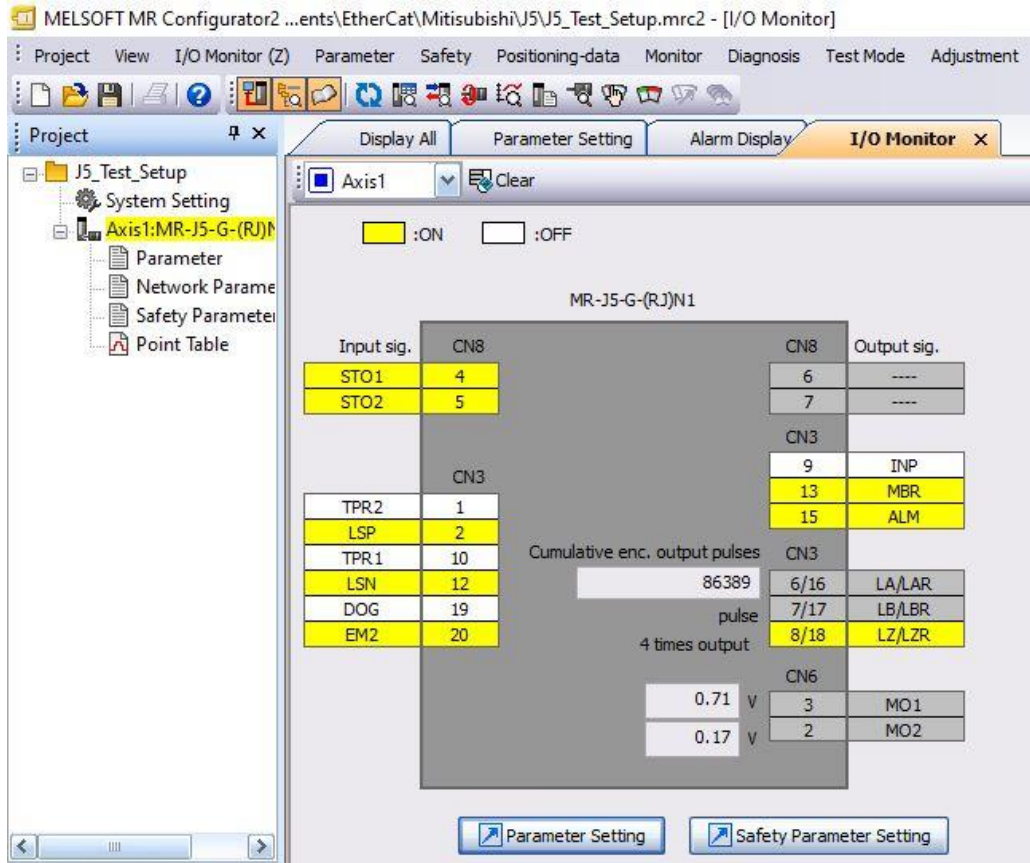 MELSOFT MR Configurator2 ...ents\EtherCat\Mitisubishi\J5\J5_Test_Setup.mrc2 - [I/O Monitor]
Project View I/O Monitor (Z) Parameter Safety Positioning-data Monitor Diagnosis Test Mode Adjustment
Project
J5_Test_Setup
System Setting
Axis1:MR-J5-G-(RJ)N
Parameter
Network Parame
Safety Parameter
Point Table
Display All Parameter Setting Alarm Display I/O Monitor
Axis1 Clear
:ON :OFF
MR-J5-G-(RJ)N1
Input sig. CN8
STO1 4
STO2 5
CN3
TPR2 1
LSP 2
TPR1 10
LSN 12
DOG 19
EM2 20
CN8 Output sig.
6 ----
7 ----
CN3
9 INP
13 MBR
15 ALM
Cumulative enc. output pulses CN3
86389 6/16 LA/LAR
pulse 7/17 LB/LBR
4 times output 8/18 LZ/LZR
CN6
0.71 V 3 MO1
0.17 V 2 MO2
Parameter Setting Safety Parameter Setting